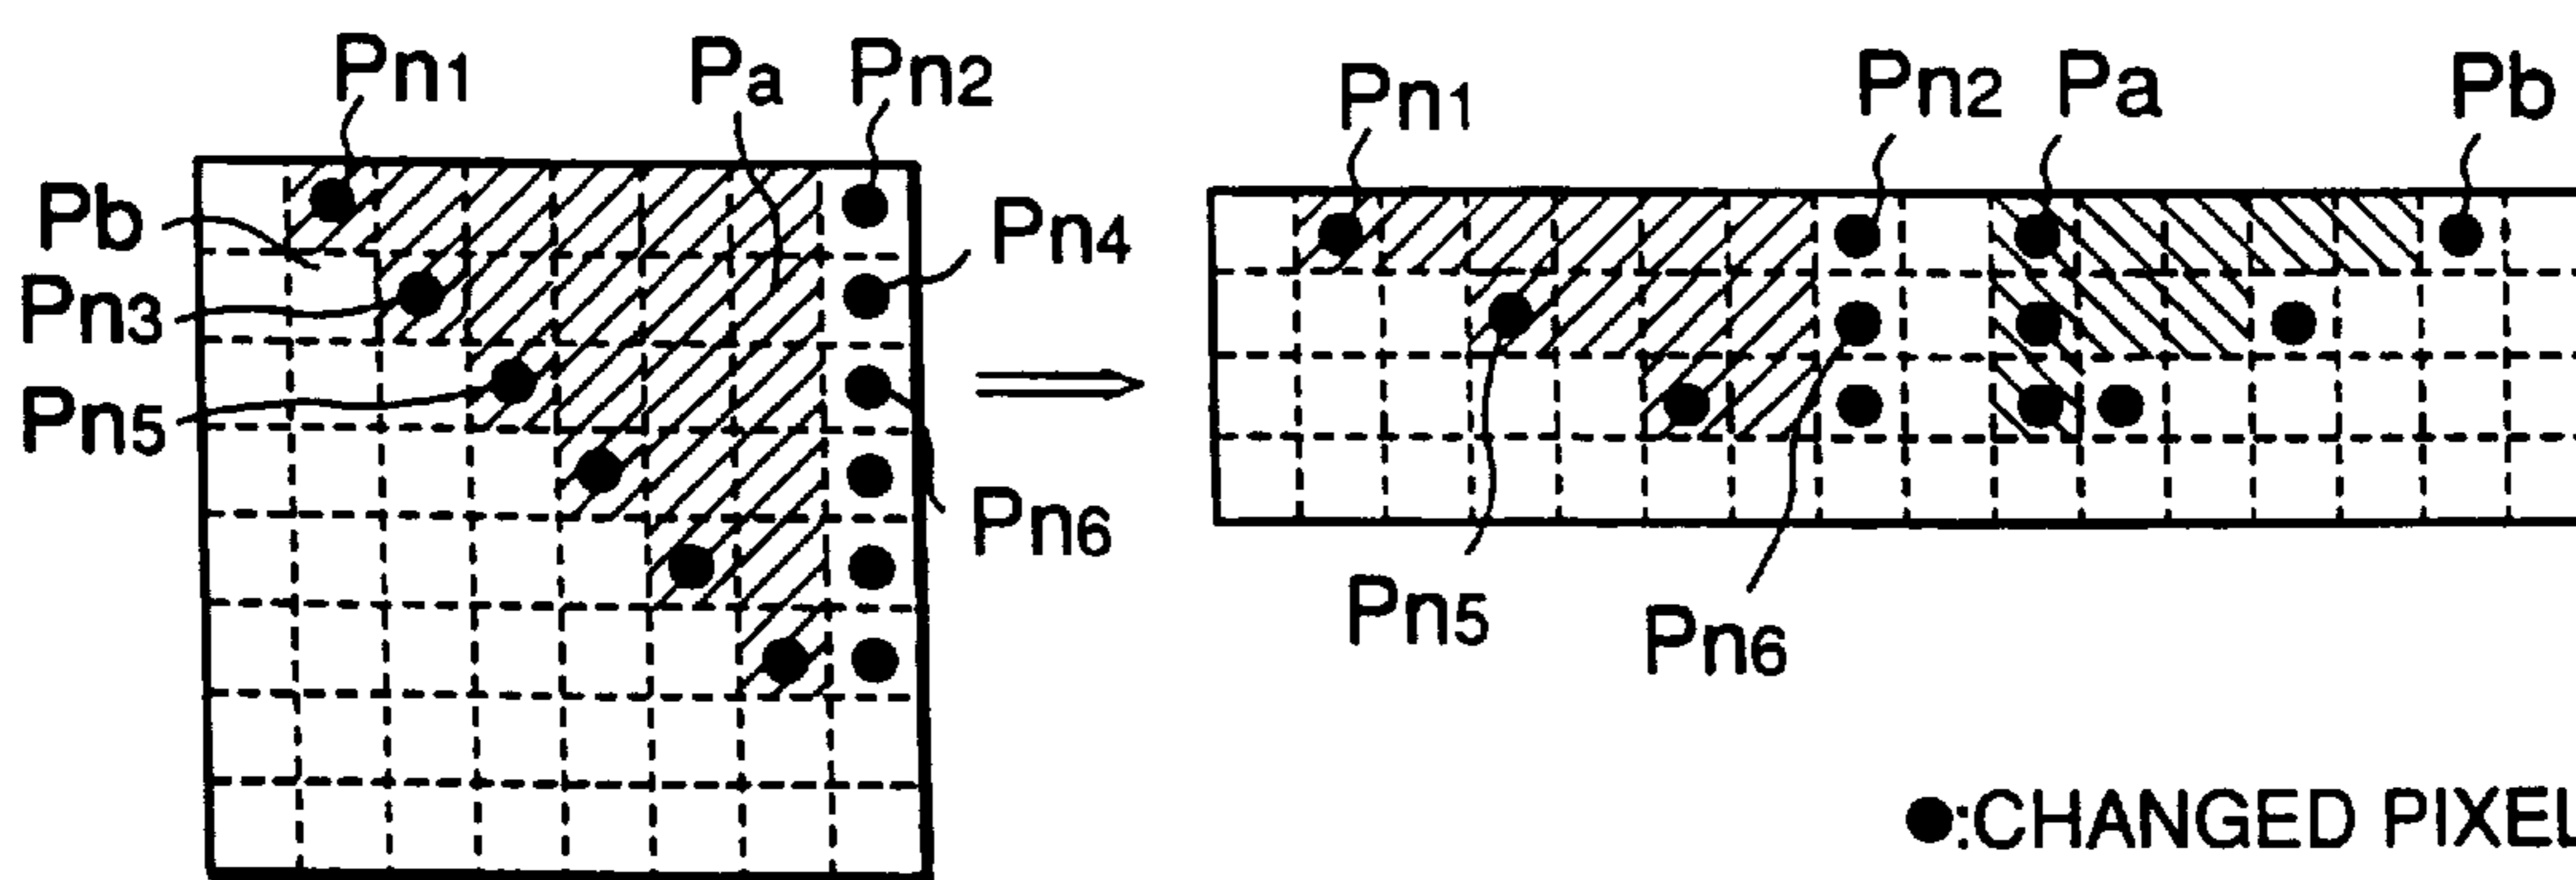 Pn1 Pa Pn2
Pb Pn4
Pn3
Pn5
Pn6
Pn1 Pn2 Pa Pb
Pn5 Pn6
●:CHANGED PIXEL